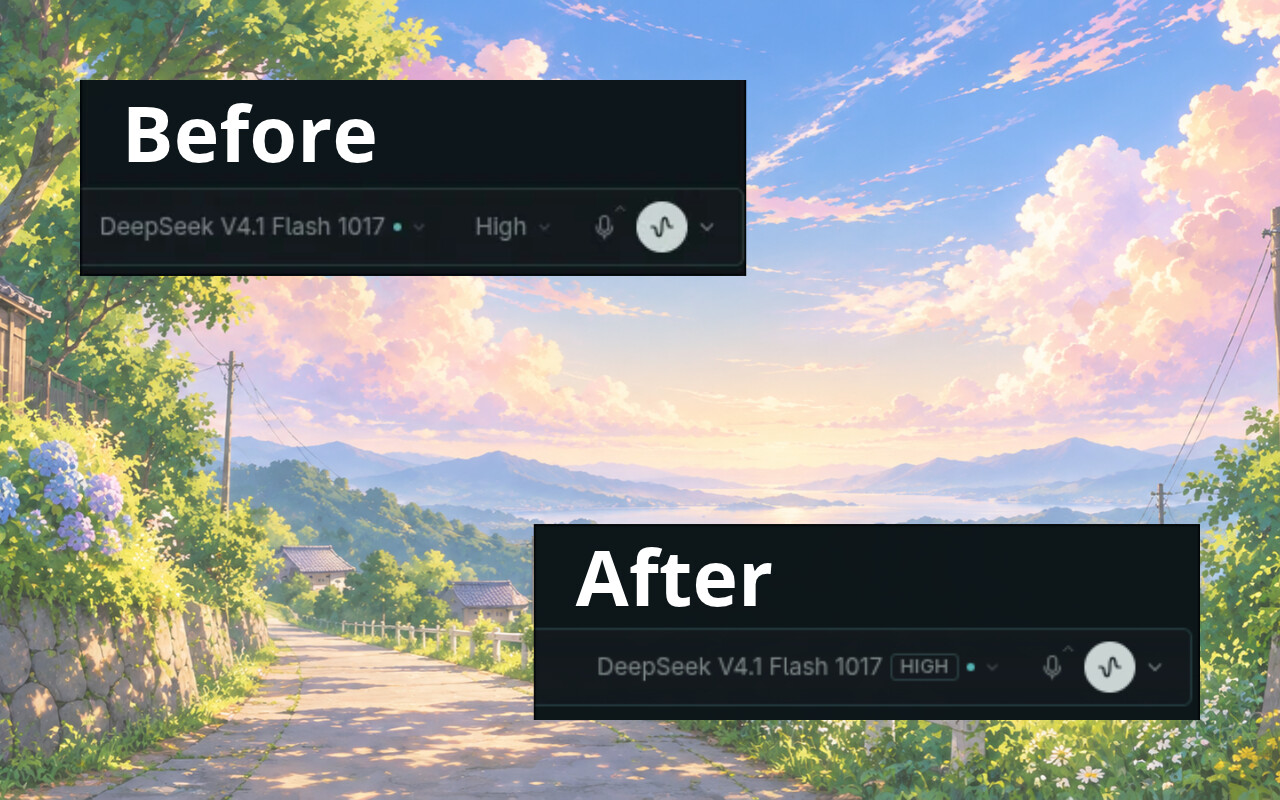 Before
DeepSeek V4.1 Flash 1017
High
After
DeepSeek V4.1 Flash 1017 HIGH